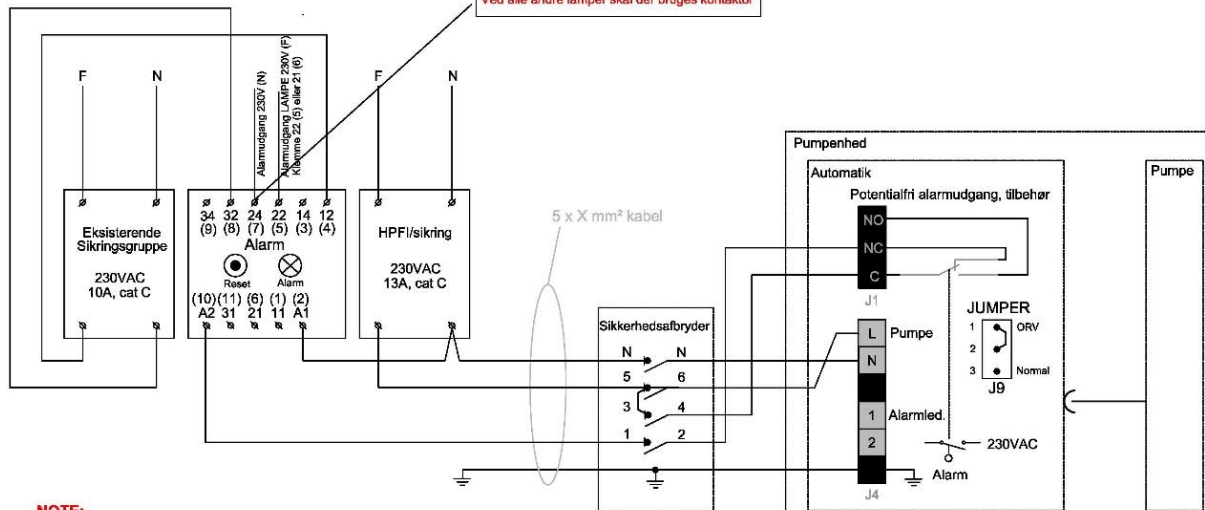 Ved alle andre lamper skal der bruges kontaktor
F N
F N
Alarmudgang 230V (N)
Alarmudgang LAMPE 230V (F)
Klemme 22 (5) eller 21 (6)
Eksisterende
Sikringsgruppe
230VAC
10A, cat C
34 32 24 22 14 12
(9) (8) (7) (5) (3) (4)
Alarm
Reset Alarm
(10) (11) (6) (1) (2)
A2 31 21 11 A1
HPFI/sikring
230VAC
13A, cat C
5 x X mm² kabel
Sikkerhedsafbryder
N N
5 6
3 4
1 2
Pumpenhed
Automatik
Potentialfri alarmudgang, tilbehør
NO
NC
C
J1
L Pumpe
N
1 Alarmled.
2
J4
JUMPER
1 ORV
2
3 Normal
J9
230VAC
Alarm
Pumpe
NOTE: